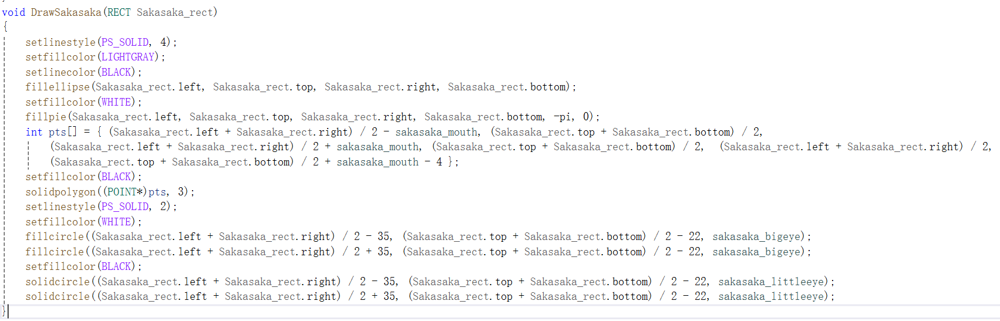 void DrawSakasaka(RECT Sakasaka_rect)
{
setlinestyle(PS_SOLID, 4);
setfillcolor(LIGHTGRAY);
setlinecolor(BLACK);
fillellipse(Sakasaka_rect.left, Sakasaka_rect.top, Sakasaka_rect.right, Sakasaka_rect.bottom);
setfillcolor(WHITE);
fillpie(Sakasaka_rect.left, Sakasaka_rect.top, Sakasaka_rect.right, Sakasaka_rect.bottom, -pi, 0);
int pts[] = { (Sakasaka_rect.left + Sakasaka_rect.right) / 2 - sakasaka_mouth, (Sakasaka_rect.top + Sakasaka_rect.bottom) / 2,
(Sakasaka_rect.left + Sakasaka_rect.right) / 2 + sakasaka_mouth, (Sakasaka_rect.top + Sakasaka_rect.bottom) / 2, (Sakasaka_rect.left + Sakasaka_rect.right) / 2,
(Sakasaka_rect.top + Sakasaka_rect.bottom) / 2 + sakasaka_mouth - 4 };
setfillcolor(BLACK);
solidpolygon((POINT*)pts, 3);
setlinestyle(PS_SOLID, 2);
setfillcolor(WHITE);
fillcircle((Sakasaka_rect.left + Sakasaka_rect.right) / 2 - 35, (Sakasaka_rect.top + Sakasaka_rect.bottom) / 2 - 22, sakasaka_bigeye);
fillcircle((Sakasaka_rect.left + Sakasaka_rect.right) / 2 + 35, (Sakasaka_rect.top + Sakasaka_rect.bottom) / 2 - 22, sakasaka_bigeye);
setfillcolor(BLACK);
solidcircle((Sakasaka_rect.left + Sakasaka_rect.right) / 2 - 35, (Sakasaka_rect.top + Sakasaka_rect.bottom) / 2 - 22, sakasaka_littleeye);
solidcircle((Sakasaka_rect.left + Sakasaka_rect.right) / 2 + 35, (Sakasaka_rect.top + Sakasaka_rect.bottom) / 2 - 22, sakasaka_littleeye);
}